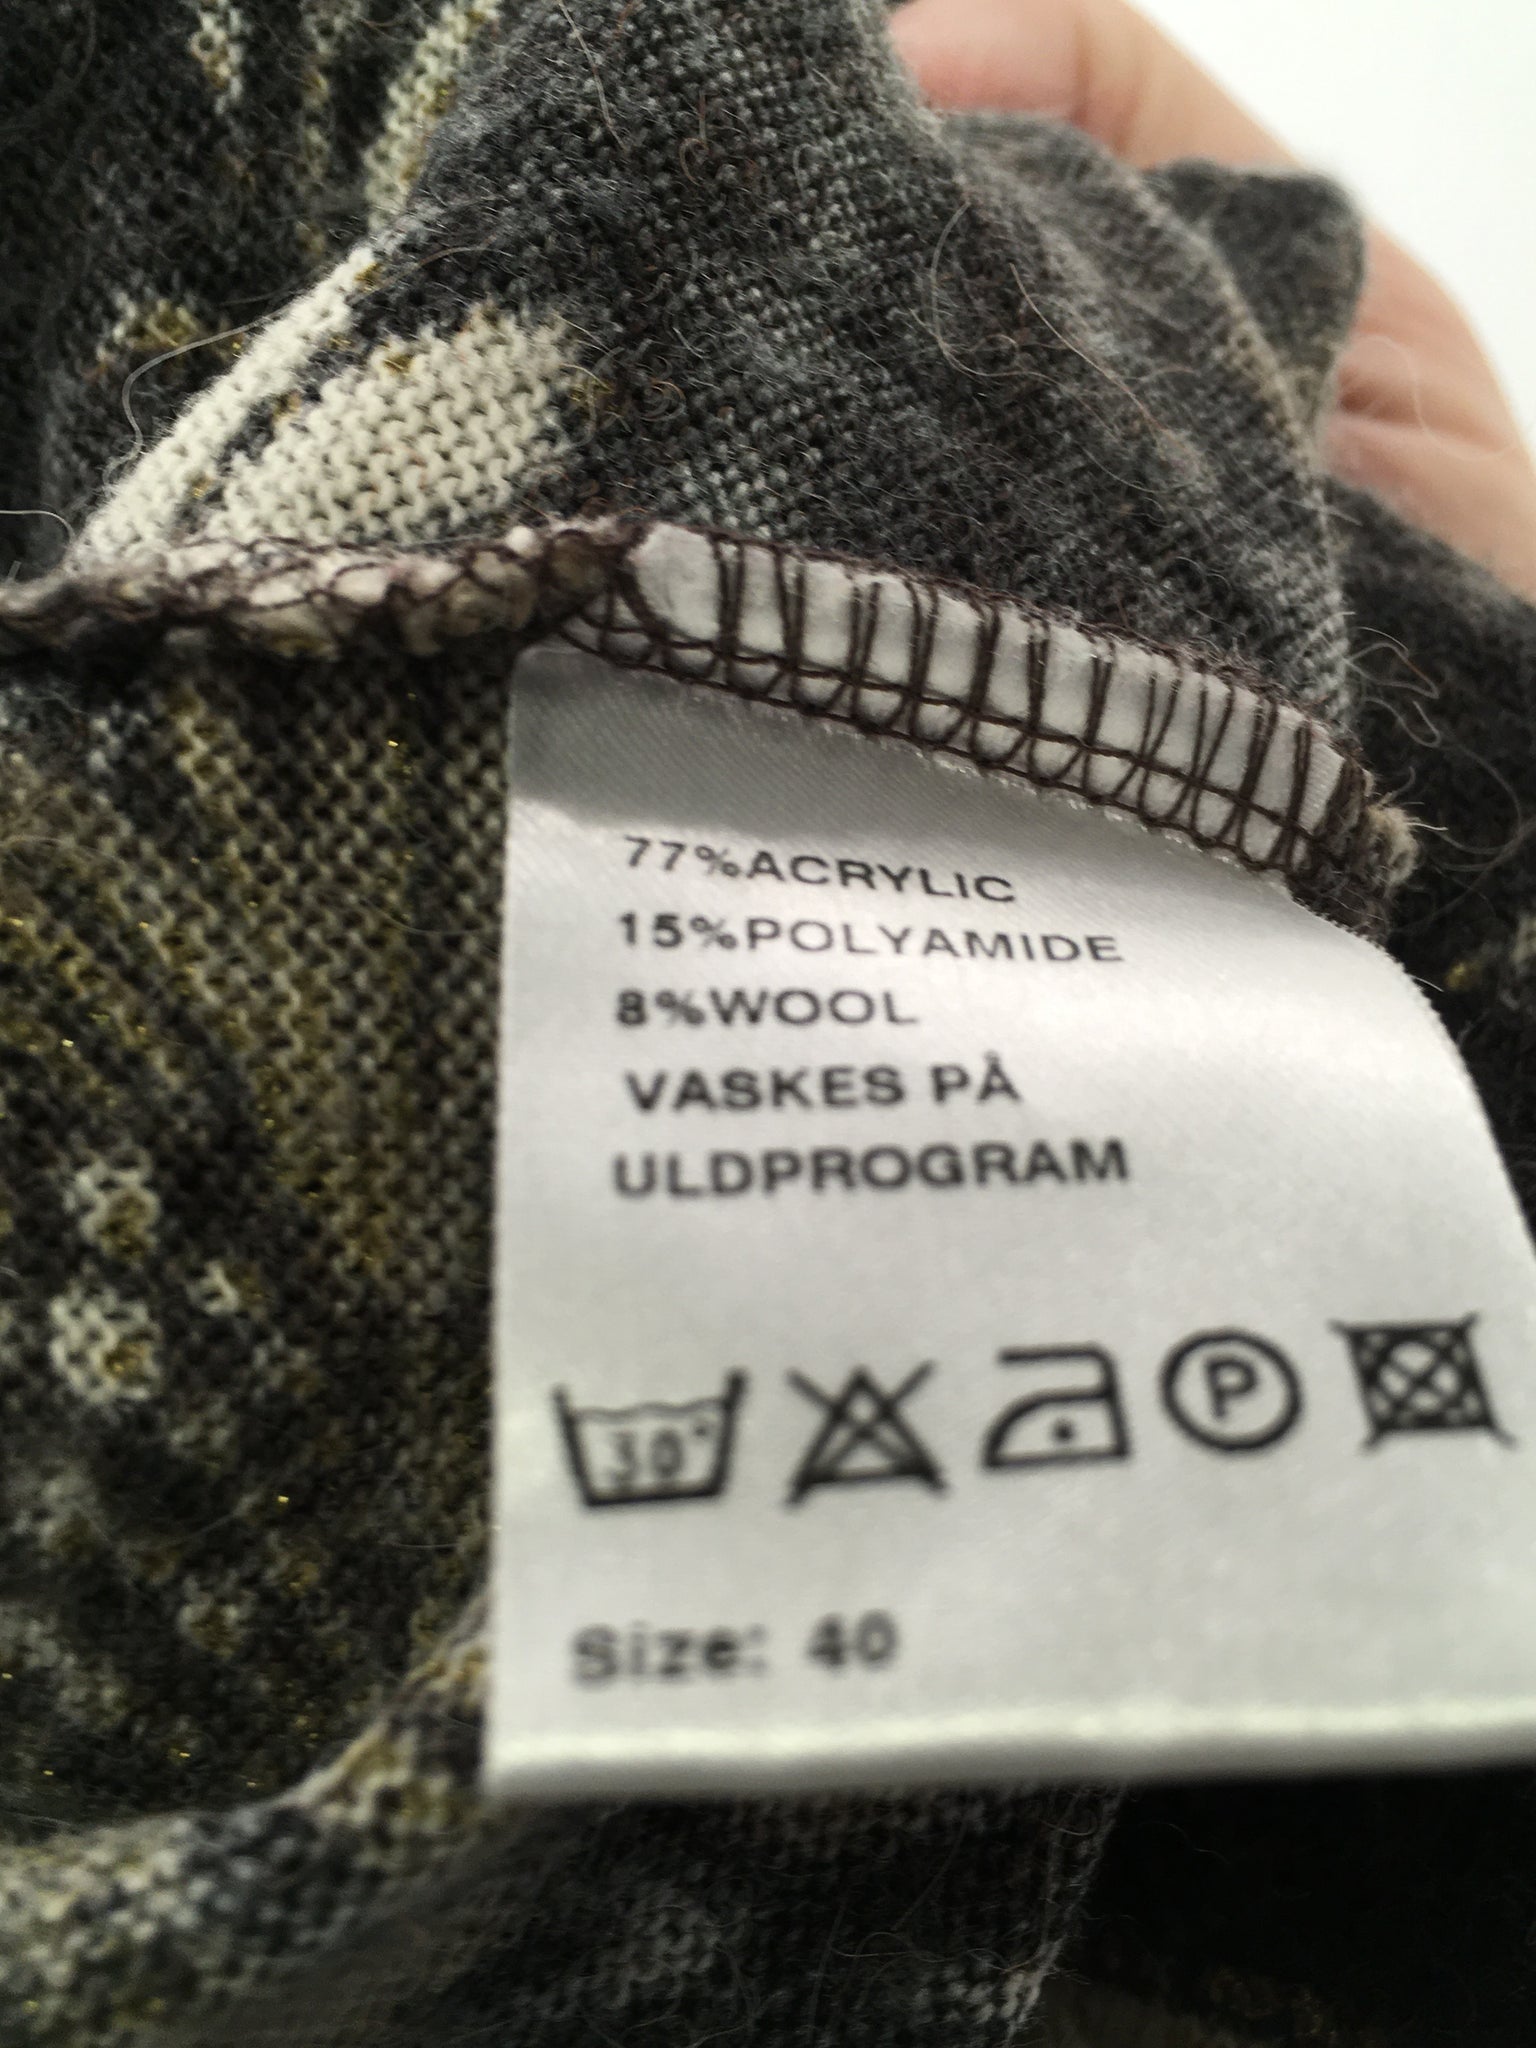 77%ACRYLIC
15%POLYAMIDE
8%WOOL
VASKES PÅ
ULDPROGRAM
30°
P
Size: 40